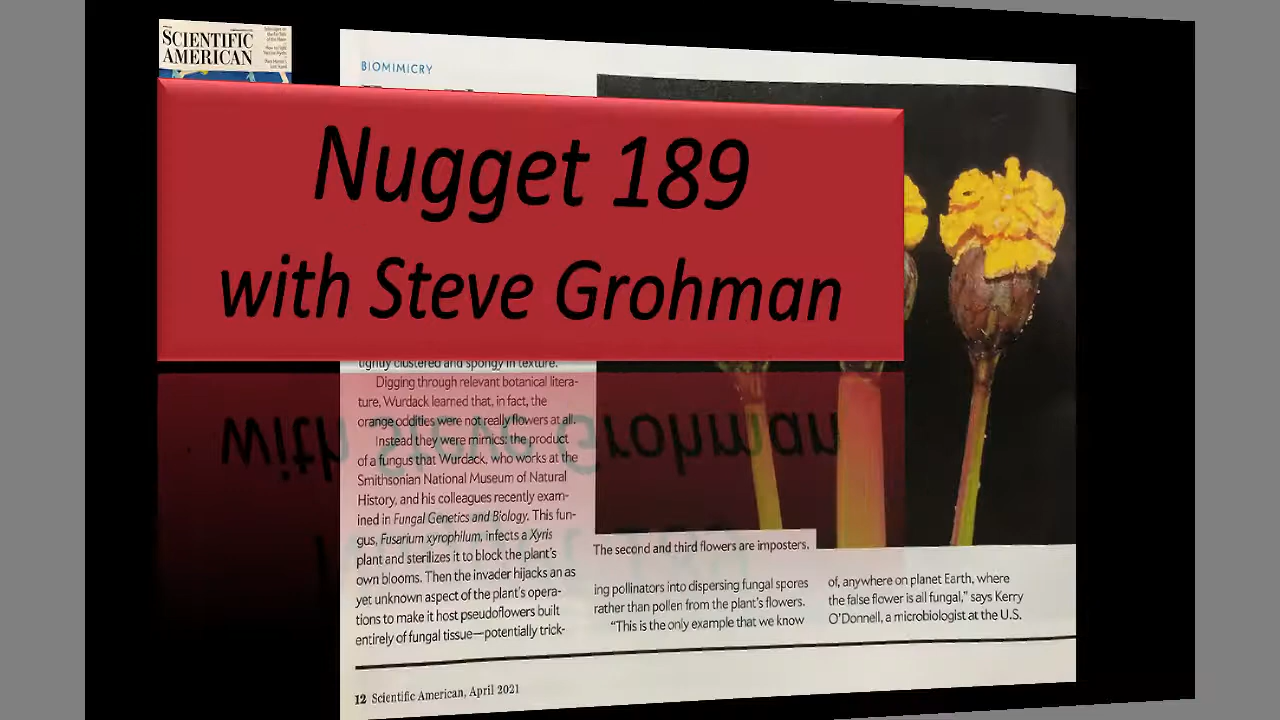 SCIENTIFIC
AMERICAN
BIOMIMICRY
Nugget 189
with Steve Grohman
tightly clustered and spongy in texture.
Digging through relevant botanical litera-
ture, Wurdack learned that, in fact, the
orange oddities were not really flowers at all.
Instead they were mimics: the product
of a fungus that Wurdack, who works at the
Smithsonian National Museum of Natural
History, and his colleagues recently exam-
ined in Fungal Genetics and Biology. This fun-
gus, Fusarium xyrophilum, infects a Xyris
plant and sterilizes it to block the plant's
own blooms. Then the invader hijacks an as
yet unknown aspect of the plant's opera-
tions to make it host pseudoflowers built
entirely of fungal tissue—potentially trick-
The second and third flowers are imposters.
ing pollinators into dispersing fungal spores
rather than pollen from the plant's flowers.
"This is the only example that we know
of, anywhere on planet Earth, where
the false flower is all fungal," says Kerry
O'Donnell, a microbiologist at the U.S.
12 Scientific American, April 2021